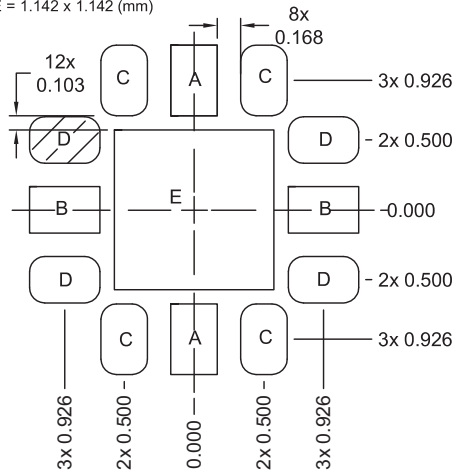 E = 1.142 x 1.142 (mm)
8x
0.168
12x
0.103
C
A
C
3x 0.926
D
D
2x 0.500
E
B
B
0.000
D
D
2x 0.500
C
A
C
3x 0.926
3x 0.926
2x 0.500
0.000
2x 0.500
3x 0.926